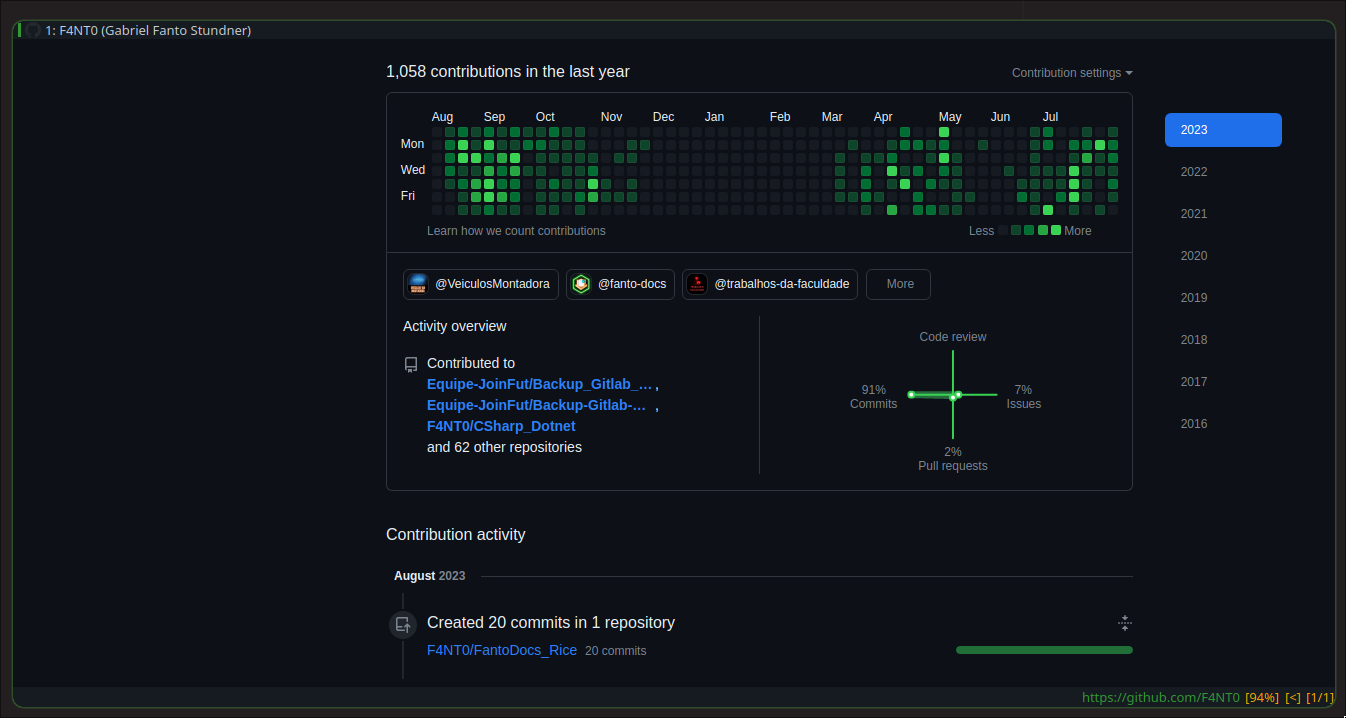 1: F4NT0 (Gabriel Fanto Stundner)
1,058 contributions in the last year
Contribution settings
Aug Sep Oct Nov Dec Jan Feb Mar Apr May Jun Jul
Mon
Wed
Fri
Learn how we count contributions
Less More
2023
2022
2021
2020
2019
2018
2017
2016
@VeiculosMontadora @fanto-docs @trabalhos-da-faculdade More
Activity overview
Contributed to
Equipe-JoinFut/Backup_Gitlab_… ,
Equipe-JoinFut/Backup-Gitlab-… ,
F4NT0/CSharp_Dotnet
and 62 other repositories
Code review
91%
Commits
7%
Issues
2%
Pull requests
Contribution activity
August 2023
Created 20 commits in 1 repository
F4NT0/FantoDocs_Rice 20 commits
https://github.com/F4NT0 [94%] [<] [1/1]